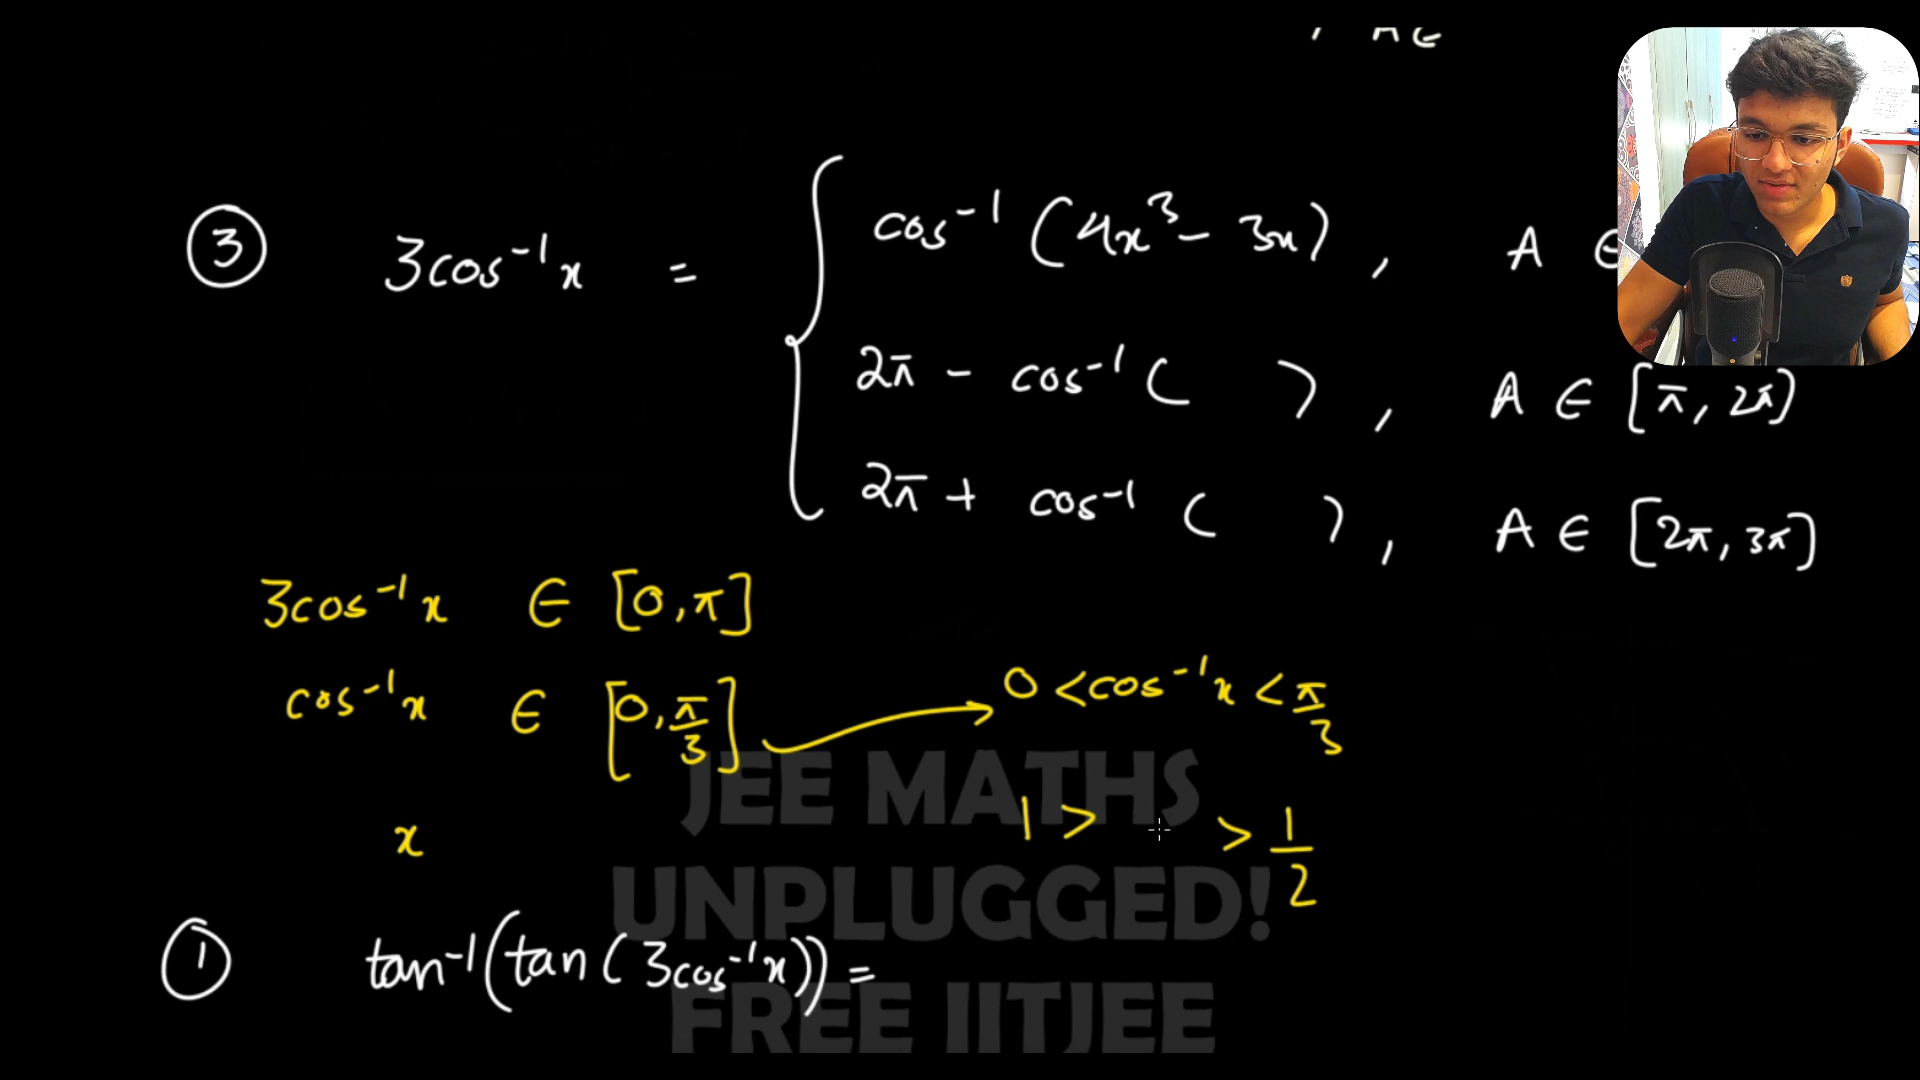 , A ∈
③ 3cos⁻¹x = { cos⁻¹(4x³ - 3x), A ∈
2π - cos⁻¹( ), A ∈ [π, 2π]
2π + cos⁻¹( ), A ∈ [2π, 3π]
3cos⁻¹x ∈ [0, π]
cos⁻¹x ∈ [0, π/3] → 0 < cos⁻¹x < π/3
x 1 > > 1/2
① tan⁻¹(tan(3cos⁻¹x)) =
JEE MATHS
UNPLUGGED!
FREE IITJEE